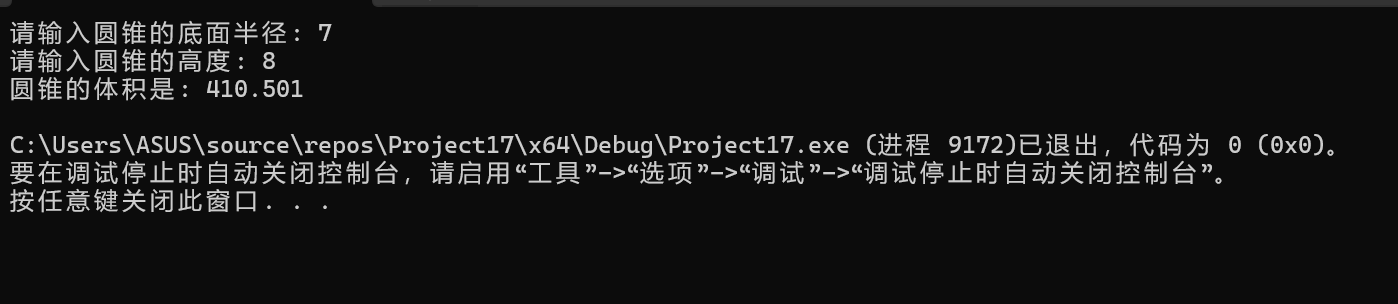 请输入圆锥的底面半径: 7
请输入圆锥的高度: 8
圆锥的体积是: 410.501
C:\Users\ASUS\source\repos\Project17\x64\Debug\Project17.exe (进程 9172)已退出，代码为 0 (0x0)。
要在调试停止时自动关闭控制台，请启用“工具”->“选项”->“调试”->“调试停止时自动关闭控制台”。
按任意键关闭此窗口. . .